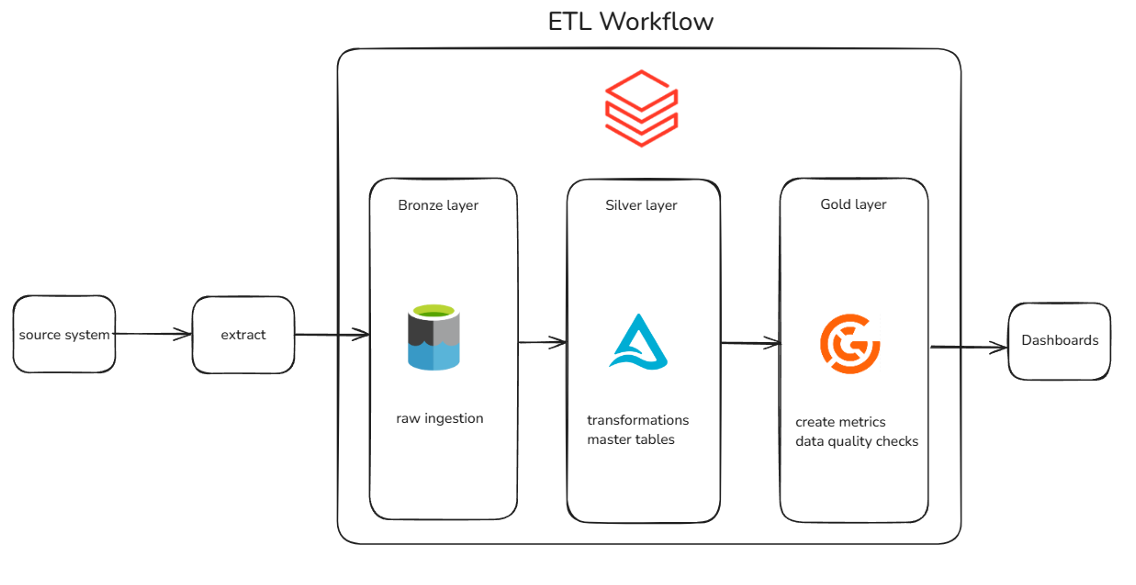 ETL Workflow
Bronze layer
Silver layer
Gold layer
source system
extract
Dashboards
raw ingestion
transformations
master tables
create metrics
data quality checks